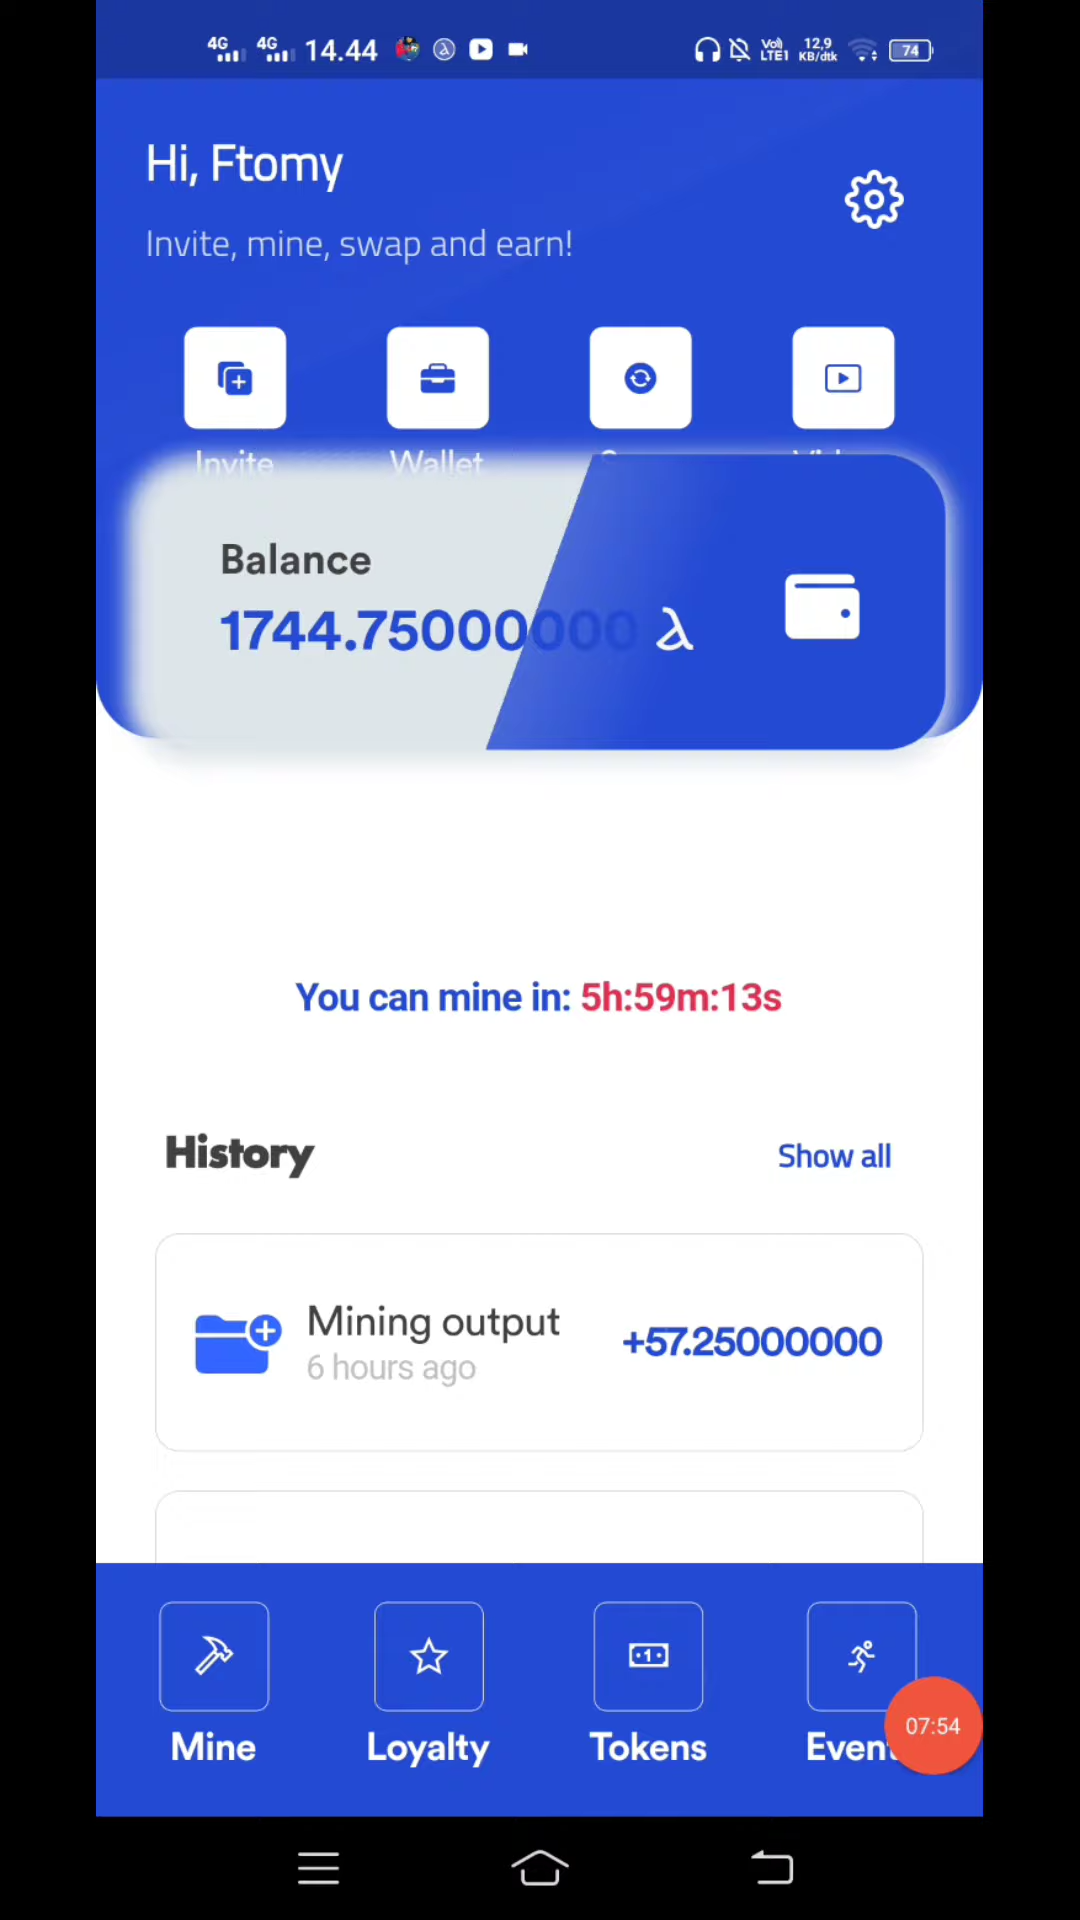 4G 4G 14.44 Vo) LTE1 12,9 KB/dtk 74
Hi, Ftomy
Invite, mine, swap and earn!
Invite Wallet
Balance
1744.75000000
You can mine in: 5h:59m:13s
History Show all
Mining output
+57.25000000
6 hours ago
Mine Loyalty Tokens Event
07:54